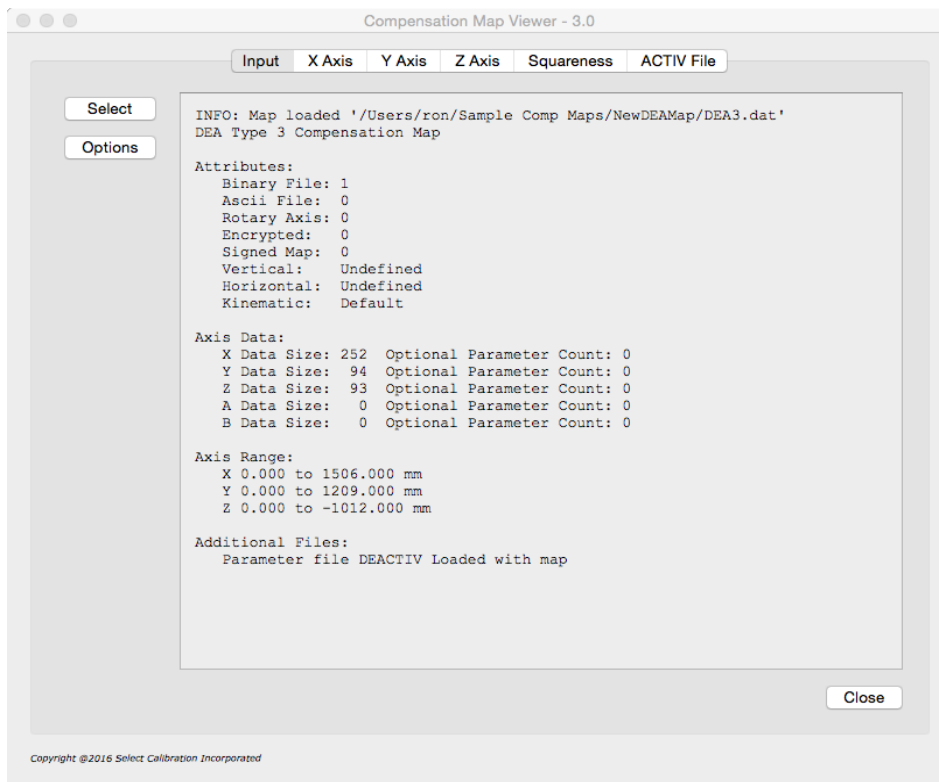 Compensation Map Viewer - 3.0
Input X Axis Y Axis Z Axis Squareness ACTIV File
Select
Options
INFO: Map loaded '/Users/ron/Sample Comp Maps/NewDEAMap/DEA3.dat'
DEA Type 3 Compensation Map
Attributes:
Binary File: 1
Ascii File: 0
Rotary Axis: 0
Encrypted: 0
Signed Map: 0
Vertical: Undefined
Horizontal: Undefined
Kinematic: Default
Axis Data:
X Data Size: 252 Optional Parameter Count: 0
Y Data Size: 94 Optional Parameter Count: 0
Z Data Size: 93 Optional Parameter Count: 0
A Data Size: 0 Optional Parameter Count: 0
B Data Size: 0 Optional Parameter Count: 0
Axis Range:
X 0.000 to 1506.000 mm
Y 0.000 to 1209.000 mm
Z 0.000 to -1012.000 mm
Additional Files:
Parameter file DEACTIV Loaded with map
Close
Copyright @2016 Select Calibration Incorporated